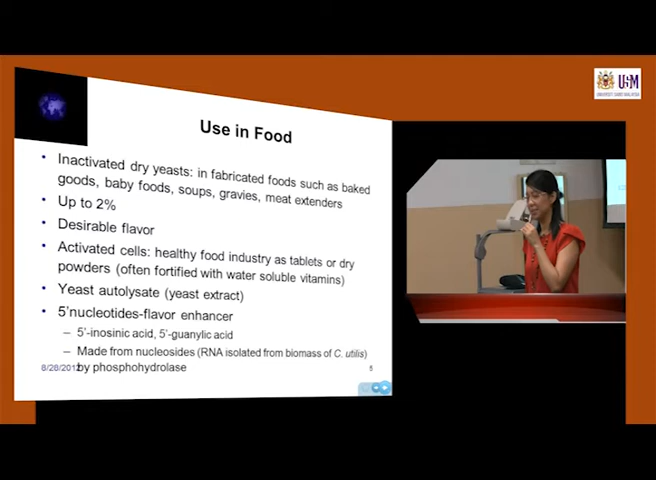 USM
UNIVERSITI SAINS MALAYSIA
Use in Food
• Inactivated dry yeasts: in fabricated foods such as baked
goods, baby foods, soups, gravies, meat extenders
• Up to 2%
• Desirable flavor
• Activated cells: healthy food industry as tablets or dry
powders (often fortified with water soluble vitamins)
• Yeast autolysate (yeast extract)
• 5'nucleotides-flavor enhancer
– 5'-inosinic acid, 5'-guanylic acid
– Made from nucleosides (RNA isolated from biomass of C. utilis)
by phosphohydrolase
8/28/2012